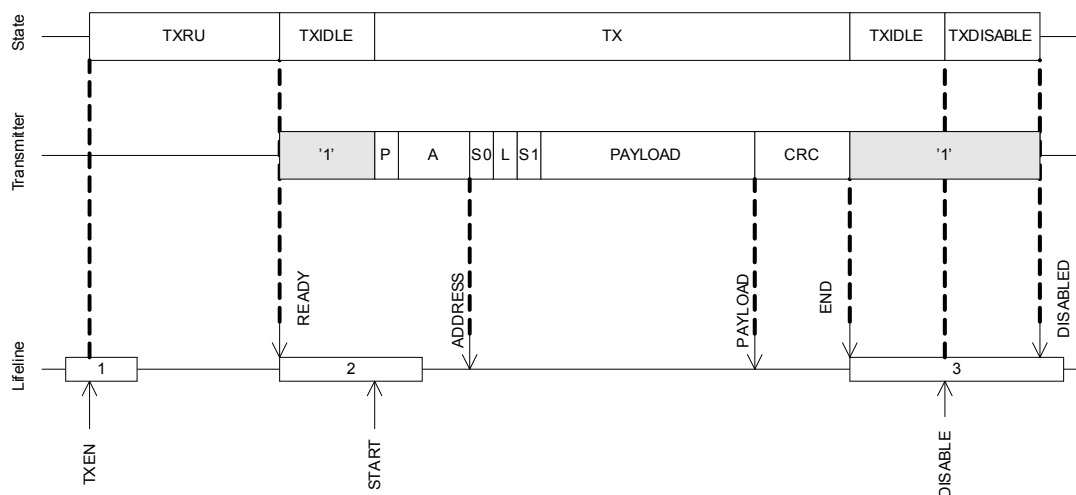 State
TXRU TXIDLE TX TXIDLE TXDISABLE
Transmitter
'1' P A S0 L S1 PAYLOAD CRC '1'
READY
ADDRESS
PAYLOAD
END
DISABLED
Lifeline
1 2 3
TXEN
START
DISABLE